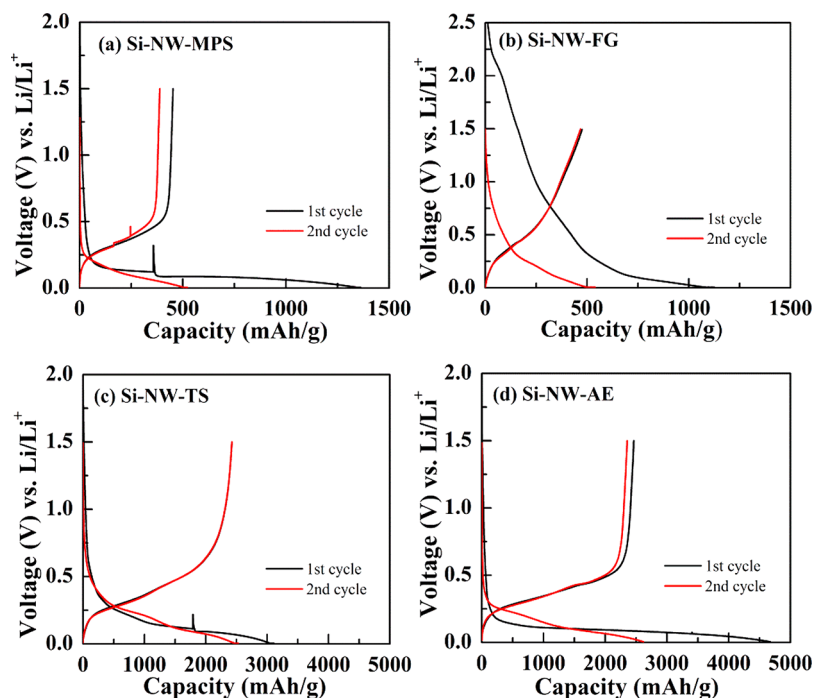 (a) Si-NW-MPS
Voltage (V) vs. Li/Li⁺
2.0
1.5
1.0
0.5
0.0
1st cycle
2nd cycle
0 500 1000 1500
Capacity (mAh/g)
(b) Si-NW-FG
Voltage (V) vs. Li/Li⁺
2.5
2.0
1.5
1.0
0.5
0.0
1st cycle
2nd cycle
0 250 500 750 1000 1250 1500
Capacity (mAh/g)
(c) Si-NW-TS
Voltage (V) vs. Li/Li⁺
2.0
1.5
1.0
0.5
0.0
1st cycle
2nd cycle
0 1000 2000 3000 4000 5000
Capacity (mAh/g)
(d) Si-NW-AE
Voltage (V) vs. Li/Li⁺
2.0
1.5
1.0
0.5
0.0
1st cycle
2nd cycle
0 1000 2000 3000 4000 5000
Capacity (mAh/g)